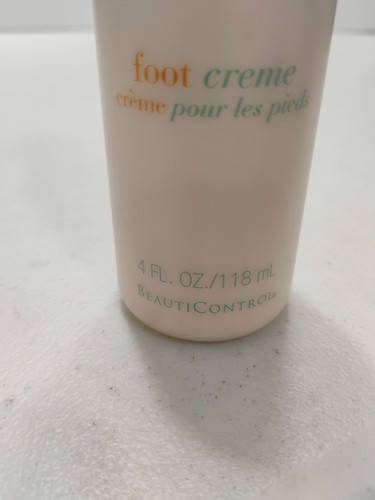 foot creme
crème pour les pieds
4 FL. OZ./118 mL
BEAUTICONTROL